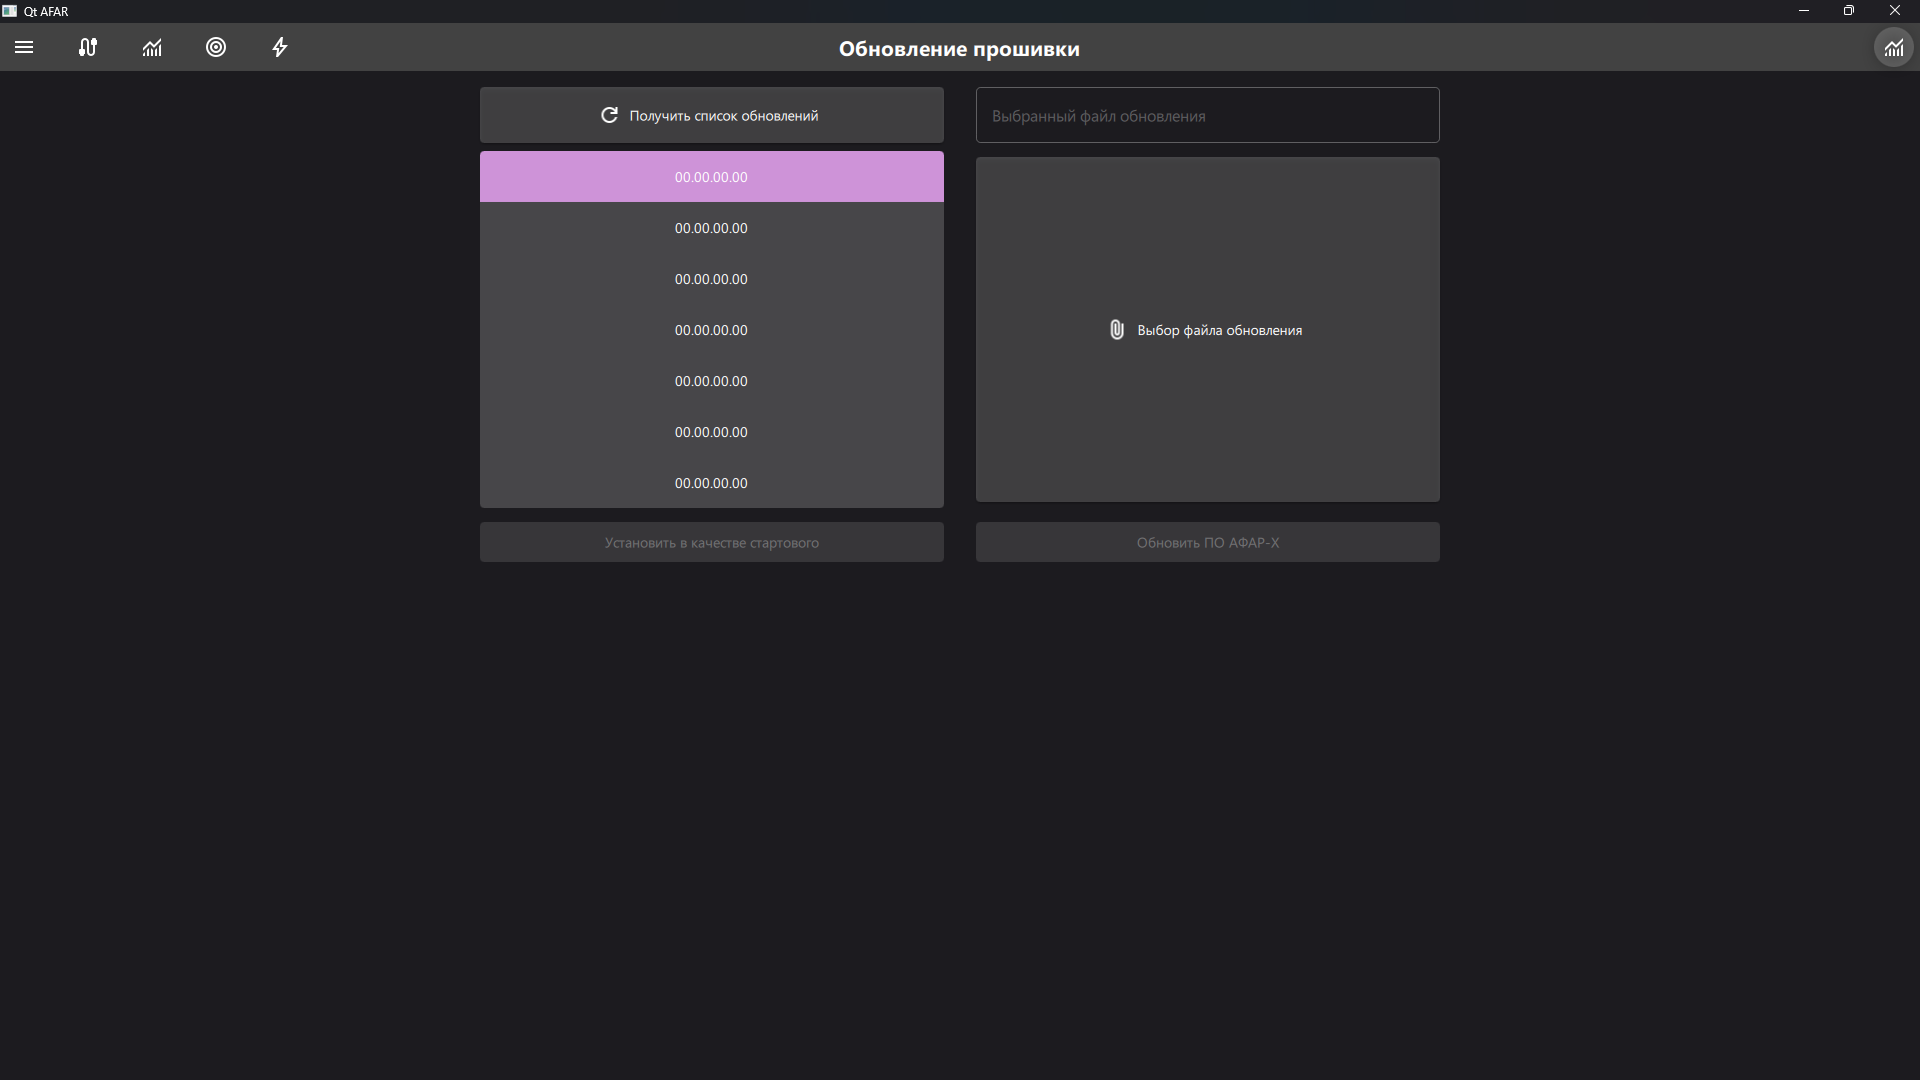 Qt AFAR
Обновление прошивки
Получить список обновлений
00.00.00.00
00.00.00.00
00.00.00.00
00.00.00.00
00.00.00.00
00.00.00.00
00.00.00.00
Установить в качестве стартового
Выбранный файл обновления
Выбор файла обновления
Обновить ПО АФАР-Х